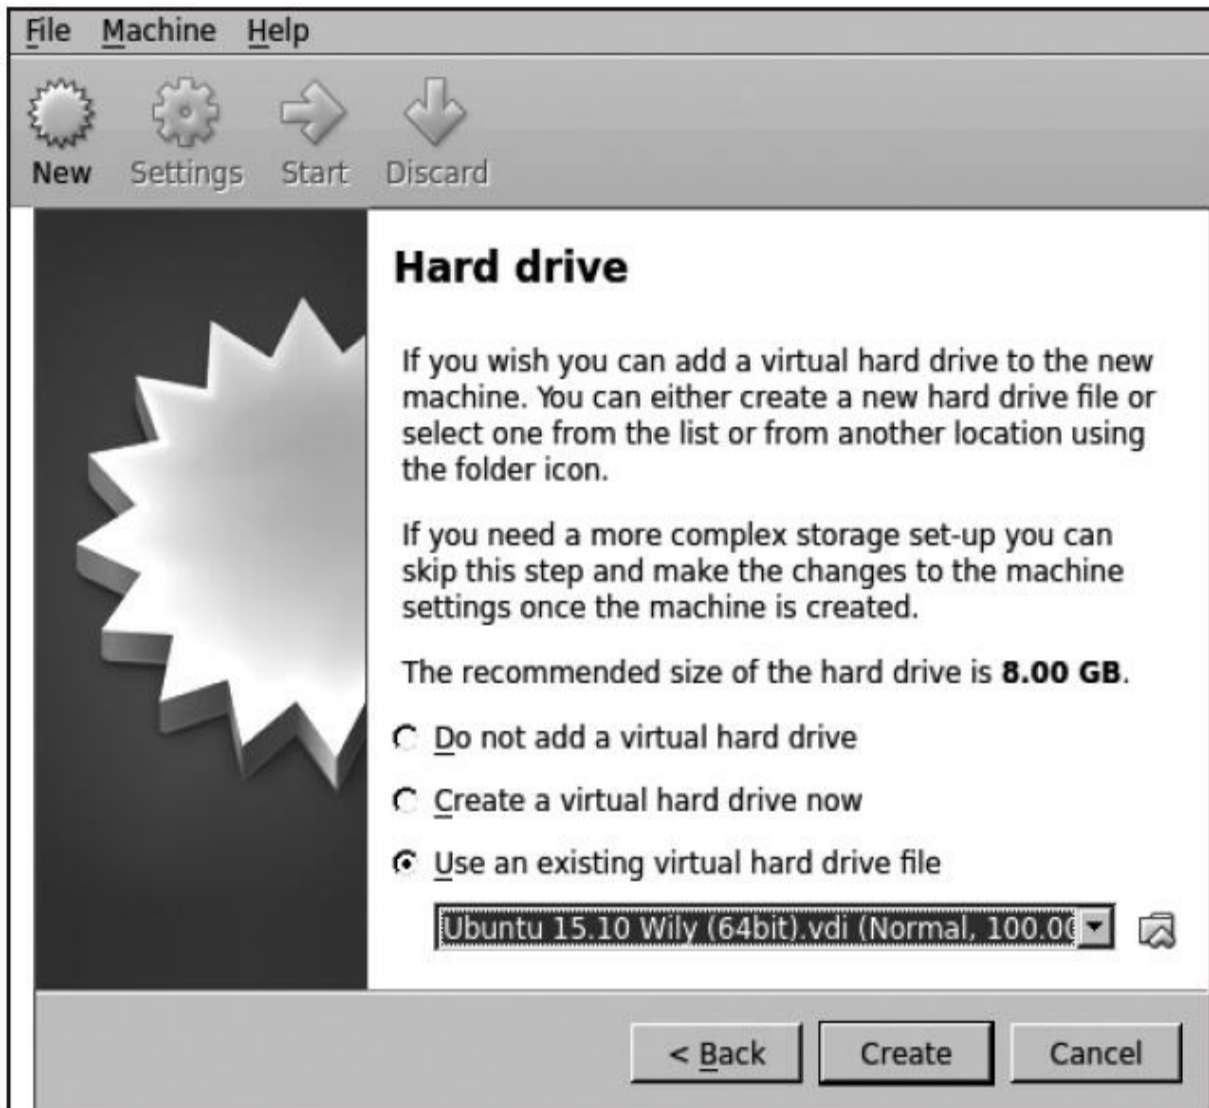 File Machine Help
New Settings Start Discard
Hard drive
If you wish you can add a virtual hard drive to the new
machine. You can either create a new hard drive file or
select one from the list or from another location using
the folder icon.
If you need a more complex storage set-up you can
skip this step and make the changes to the machine
settings once the machine is created.
The recommended size of the hard drive is 8.00 GB.
Do not add a virtual hard drive
Create a virtual hard drive now
Use an existing virtual hard drive file
Ubuntu 15.10 Wily (64bit).vdi (Normal, 100.00
< Back Create Cancel